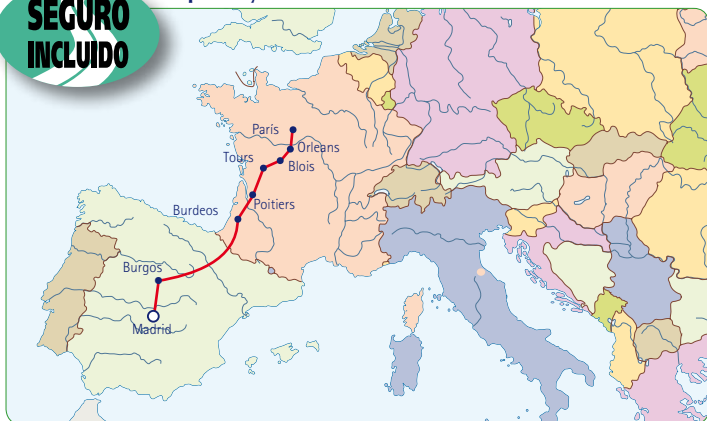 SEGURO
INCLUIDO
París
Orleans
Tours
Blois
Poitiers
Burdeos
Burgos
Madrid